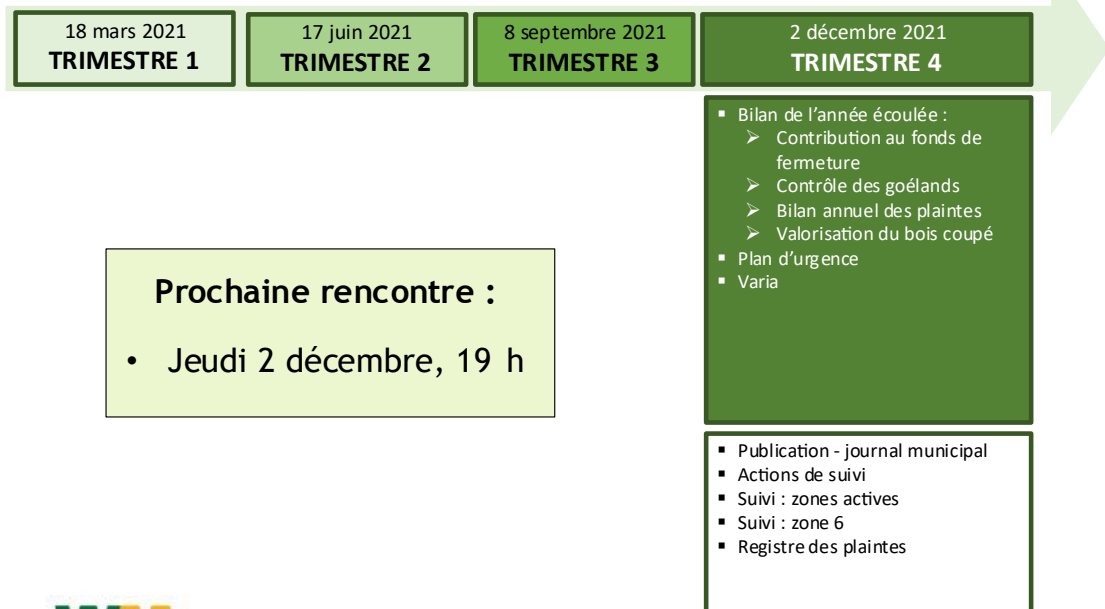 18 mars 2021
TRIMESTRE 1
17 juin 2021
TRIMESTRE 2
8 septembre 2021
TRIMESTRE 3
2 décembre 2021
TRIMESTRE 4
▪ Bilan de l’année écoulée :
➢ Contribution au fonds de
fermeture
➢ Contrôle des goélands
➢ Bilan annuel des plaintes
➢ Valorisation du bois coupé
▪ Plan d’urgence
▪ Varia
Prochaine rencontre :
• Jeudi 2 décembre, 19 h
▪ Publication - journal municipal
▪ Actions de suivi
▪ Suivi : zones actives
▪ Suivi : zone 6
▪ Registre des plaintes